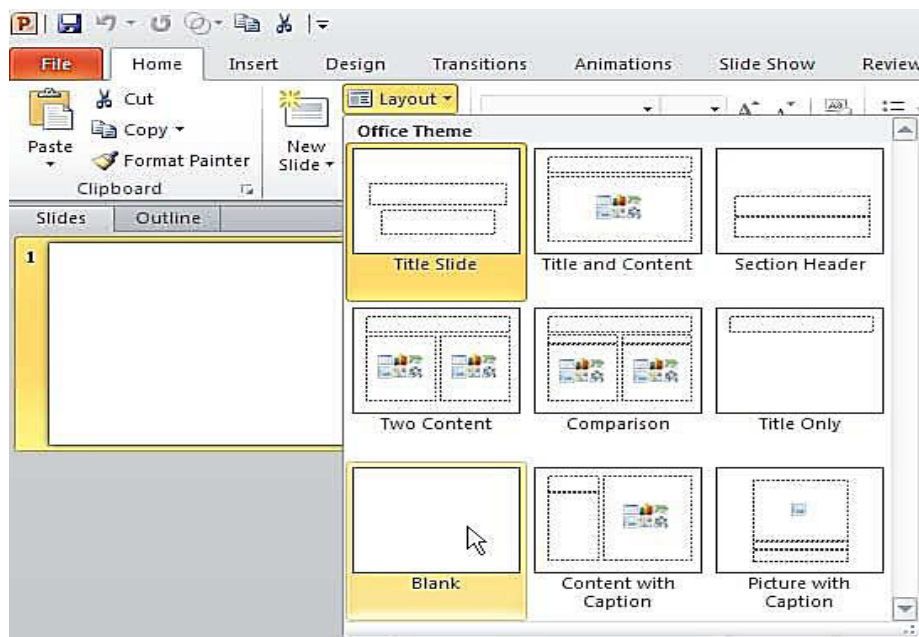 P
File Home Insert Design Transitions Animations Slide Show Review
Cut
Copy
Format Painter
Paste
Clipboard
New
Slide
Layout
Slides Outline
1
Office Theme
Title Slide Title and Content Section Header
Two Content Comparison Title Only
Blank Content with
Caption Picture with
Caption